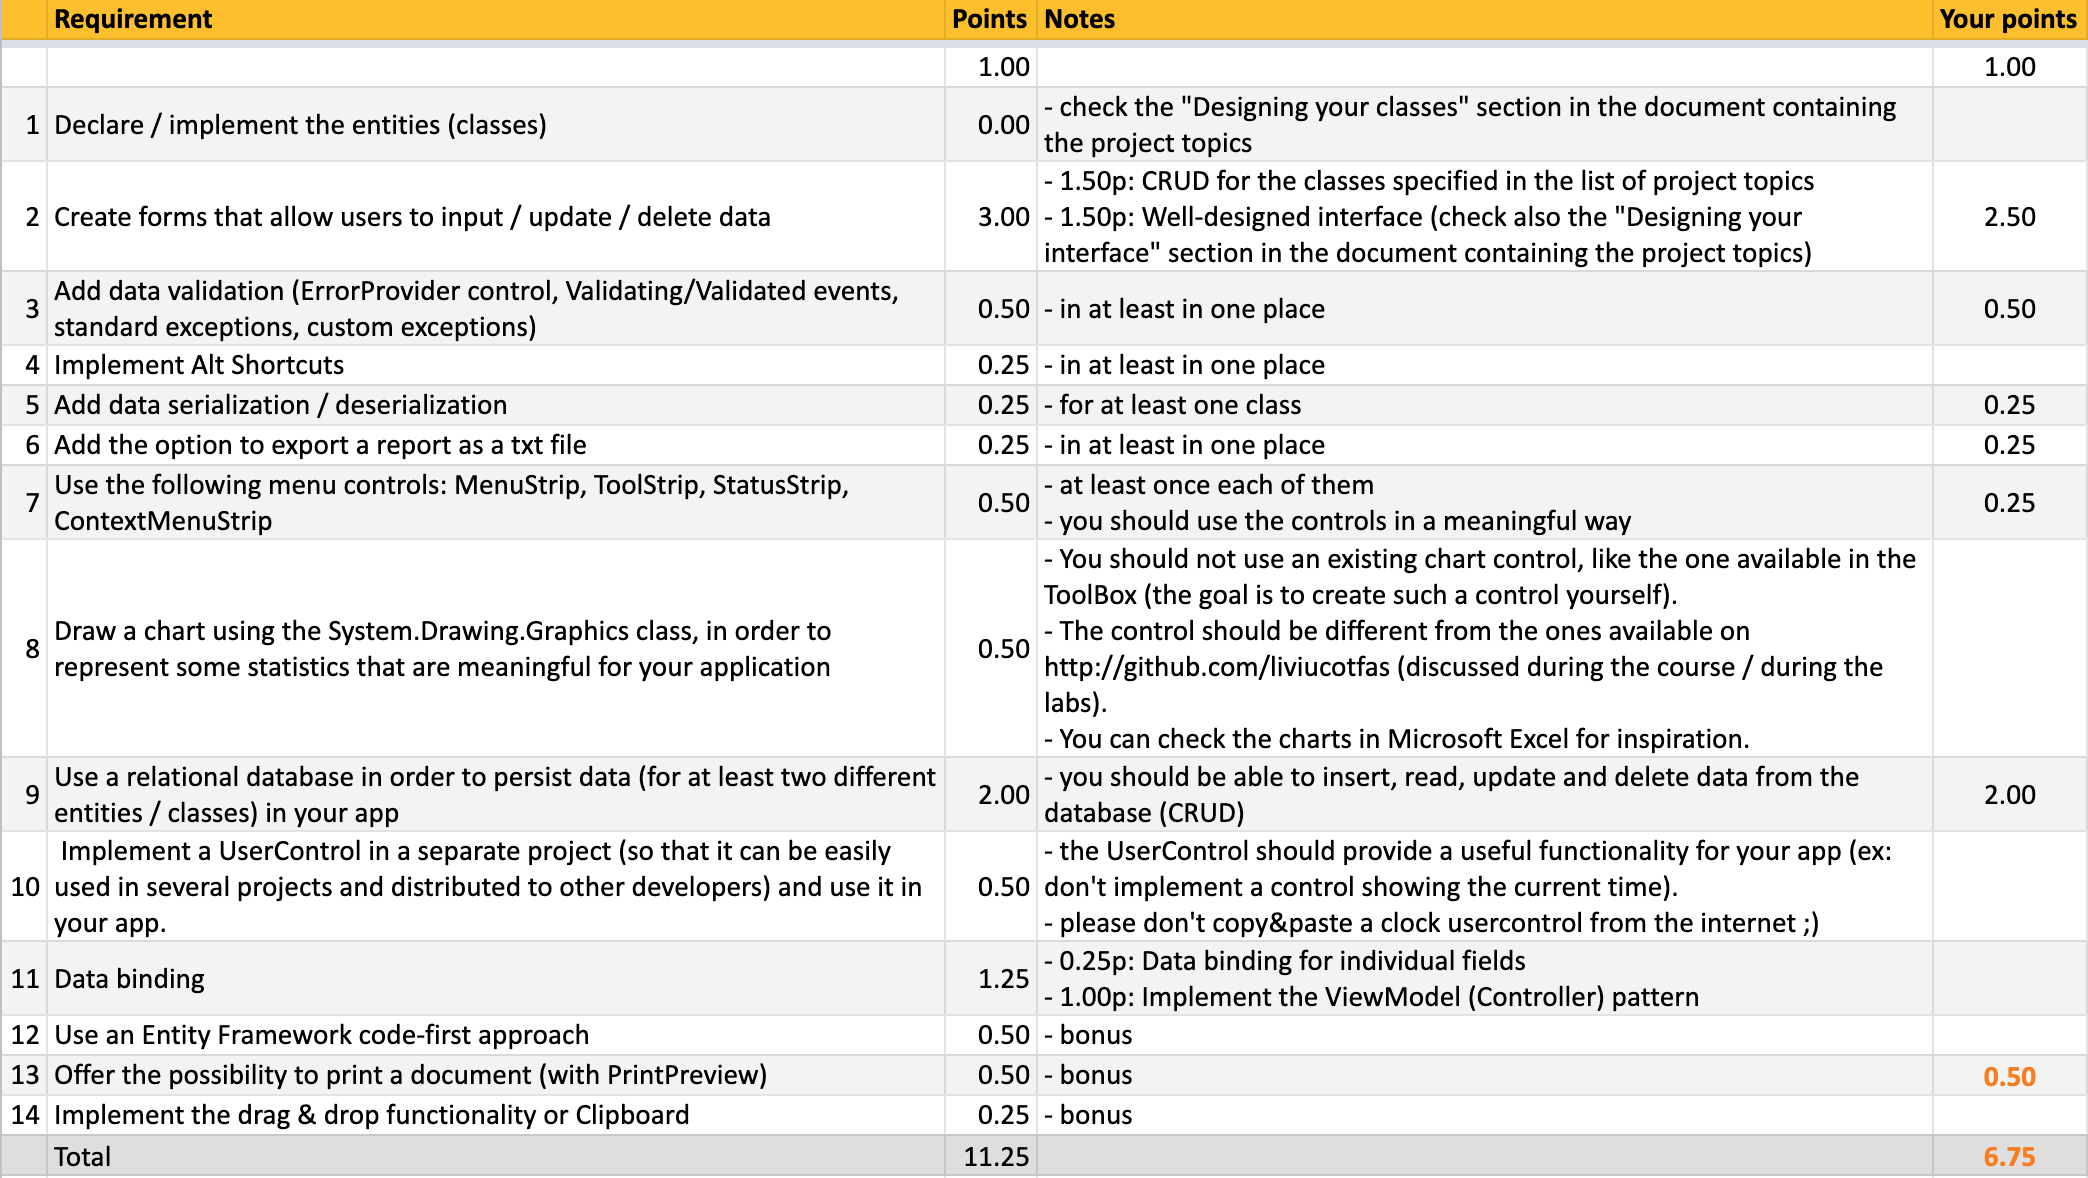 Requirement Points Notes Your points
1.00 1.00
1 Declare / implement the entities (classes) 0.00 - check the "Designing your classes" section in the document containing
the project topics
2 Create forms that allow users to input / update / delete data 3.00 - 1.50p: CRUD for the classes specified in the list of project topics
- 1.50p: Well-designed interface (check also the "Designing your
interface" section in the document containing the project topics) 2.50
3 Add data validation (ErrorProvider control, Validating/Validated events,
standard exceptions, custom exceptions) 0.50 - in at least in one place 0.50
4 Implement Alt Shortcuts 0.25 - in at least in one place
5 Add data serialization / deserialization 0.25 - for at least one class 0.25
6 Add the option to export a report as a txt file 0.25 - in at least in one place 0.25
7 Use the following menu controls: MenuStrip, ToolStrip, StatusStrip,
ContextMenuStrip 0.50 - at least once each of them
- you should use the controls in a meaningful way 0.25
8 Draw a chart using the System.Drawing.Graphics class, in order to
represent some statistics that are meaningful for your application 0.50 - You should not use an existing chart control, like the one available in the
ToolBox (the goal is to create such a control yourself).
- The control should be different from the ones available on
http://github.com/liviucotfas (discussed during the course / during the
labs).
- You can check the charts in Microsoft Excel for inspiration.
9 Use a relational database in order to persist data (for at least two different
entities / classes) in your app 2.00 - you should be able to insert, read, update and delete data from the
database (CRUD) 2.00
10 Implement a UserControl in a separate project (so that it can be easily
used in several projects and distributed to other developers) and use it in
your app. 0.50 - the UserControl should provide a useful functionality for your app (ex:
don't implement a control showing the current time).
- please don't copy&paste a clock usercontrol from the internet ;)
11 Data binding 1.25 - 0.25p: Data binding for individual fields
- 1.00p: Implement the ViewModel (Controller) pattern
12 Use an Entity Framework code-first approach 0.50 - bonus
13 Offer the possibility to print a document (with PrintPreview) 0.50 - bonus 0.50
14 Implement the drag & drop functionality or Clipboard 0.25 - bonus
Total 11.25 6.75